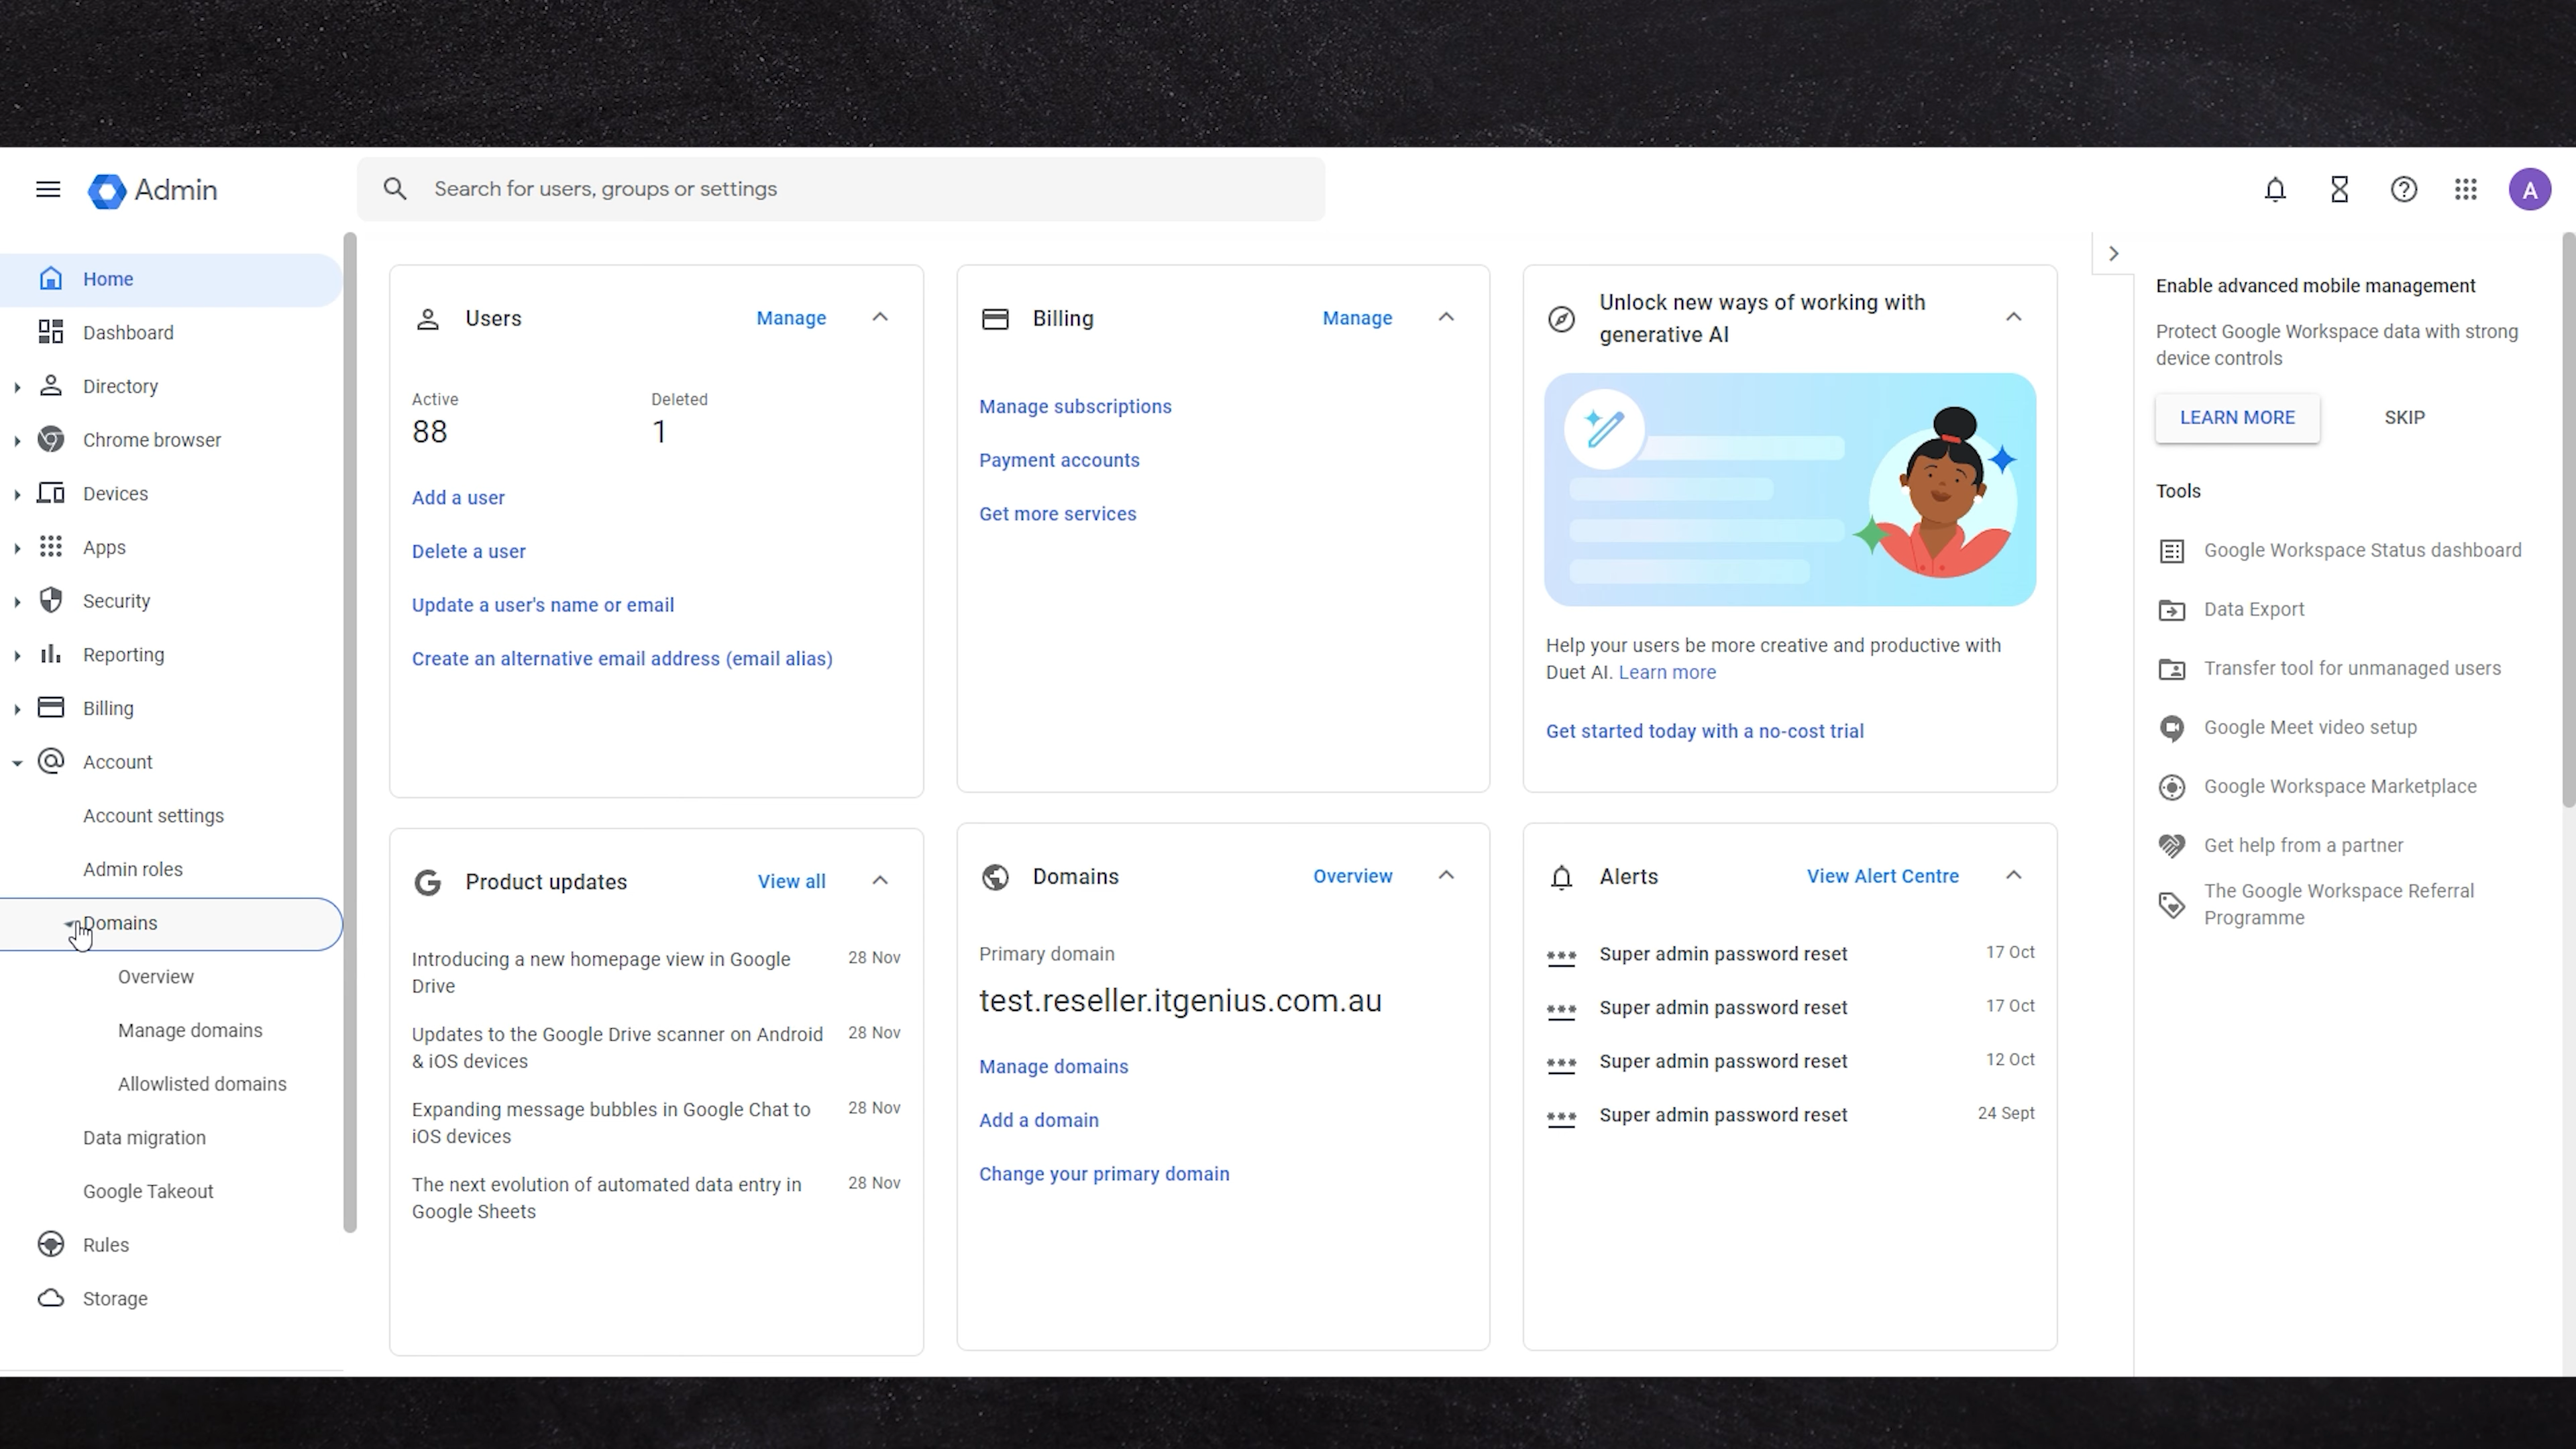 Admin
Search for users, groups or settings
A
Home
Dashboard
Directory
Chrome browser
Devices
Apps
Security
Reporting
Billing
Account
Account settings
Admin roles
Domains
Overview
Manage domains
Allowlisted domains
Data migration
Google Takeout
Rules
Storage
Users
Manage
Active
Deleted
88
1
Add a user
Delete a user
Update a user's name or email
Create an alternative email address (email alias)
Billing
Manage
Manage subscriptions
Payment accounts
Get more services
Unlock new ways of working with
generative AI
Help your users be more creative and productive with
Duet AI. Learn more
Get started today with a no-cost trial
Product updates
View all
Introducing a new homepage view in Google
Drive
28 Nov
Updates to the Google Drive scanner on Android
& iOS devices
28 Nov
Expanding message bubbles in Google Chat to
iOS devices
28 Nov
The next evolution of automated data entry in
Google Sheets
28 Nov
Domains
Overview
Primary domain
test.reseller.itgenius.com.au
Manage domains
Add a domain
Change your primary domain
Alerts
View Alert Centre
Super admin password reset
17 Oct
Super admin password reset
17 Oct
Super admin password reset
12 Oct
Super admin password reset
24 Sept
Enable advanced mobile management
Protect Google Workspace data with strong
device controls
LEARN MORE
SKIP
Tools
Google Workspace Status dashboard
Data Export
Transfer tool for unmanaged users
Google Meet video setup
Google Workspace Marketplace
Get help from a partner
The Google Workspace Referral
Programme